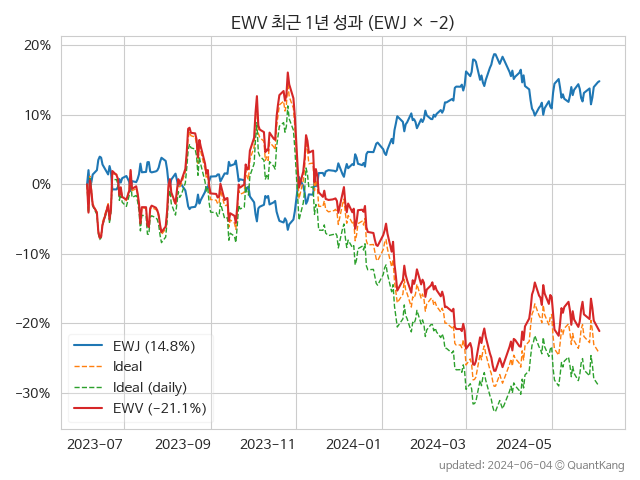 EWV 최근 1년 성과 (EWJ × -2)
20%
10%
0%
-10%
-20%
-30%
EWJ (14.8%)
Ideal
Ideal (daily)
EWV (-21.1%)
2023-07
2023-09
2023-11
2024-01
2024-03
2024-05
updated: 2024-06-04 © QuantKang